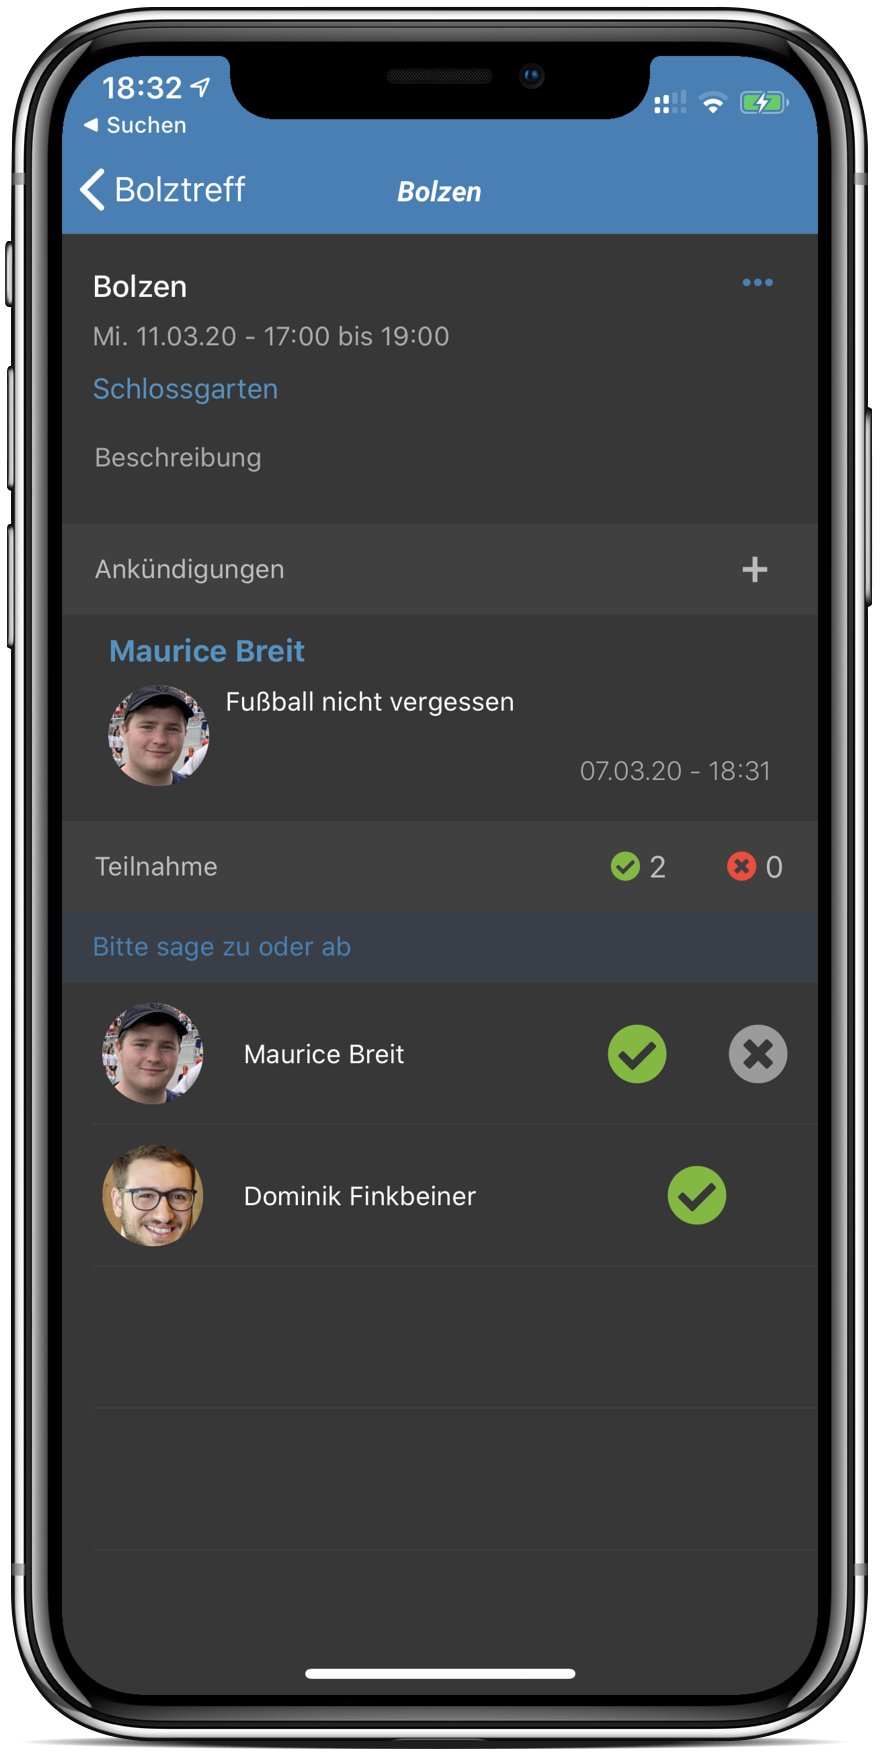 18:32
◀ Suchen
Bolztreff
Bolzen
Bolzen
Mi. 11.03.20 - 17:00 bis 19:00
Schlossgarten
Beschreibung
Ankündigungen
Maurice Breit
Fußball nicht vergessen
07.03.20 - 18:31
Teilnahme 2 0
Bitte sage zu oder ab
Maurice Breit
Dominik Finkbeiner